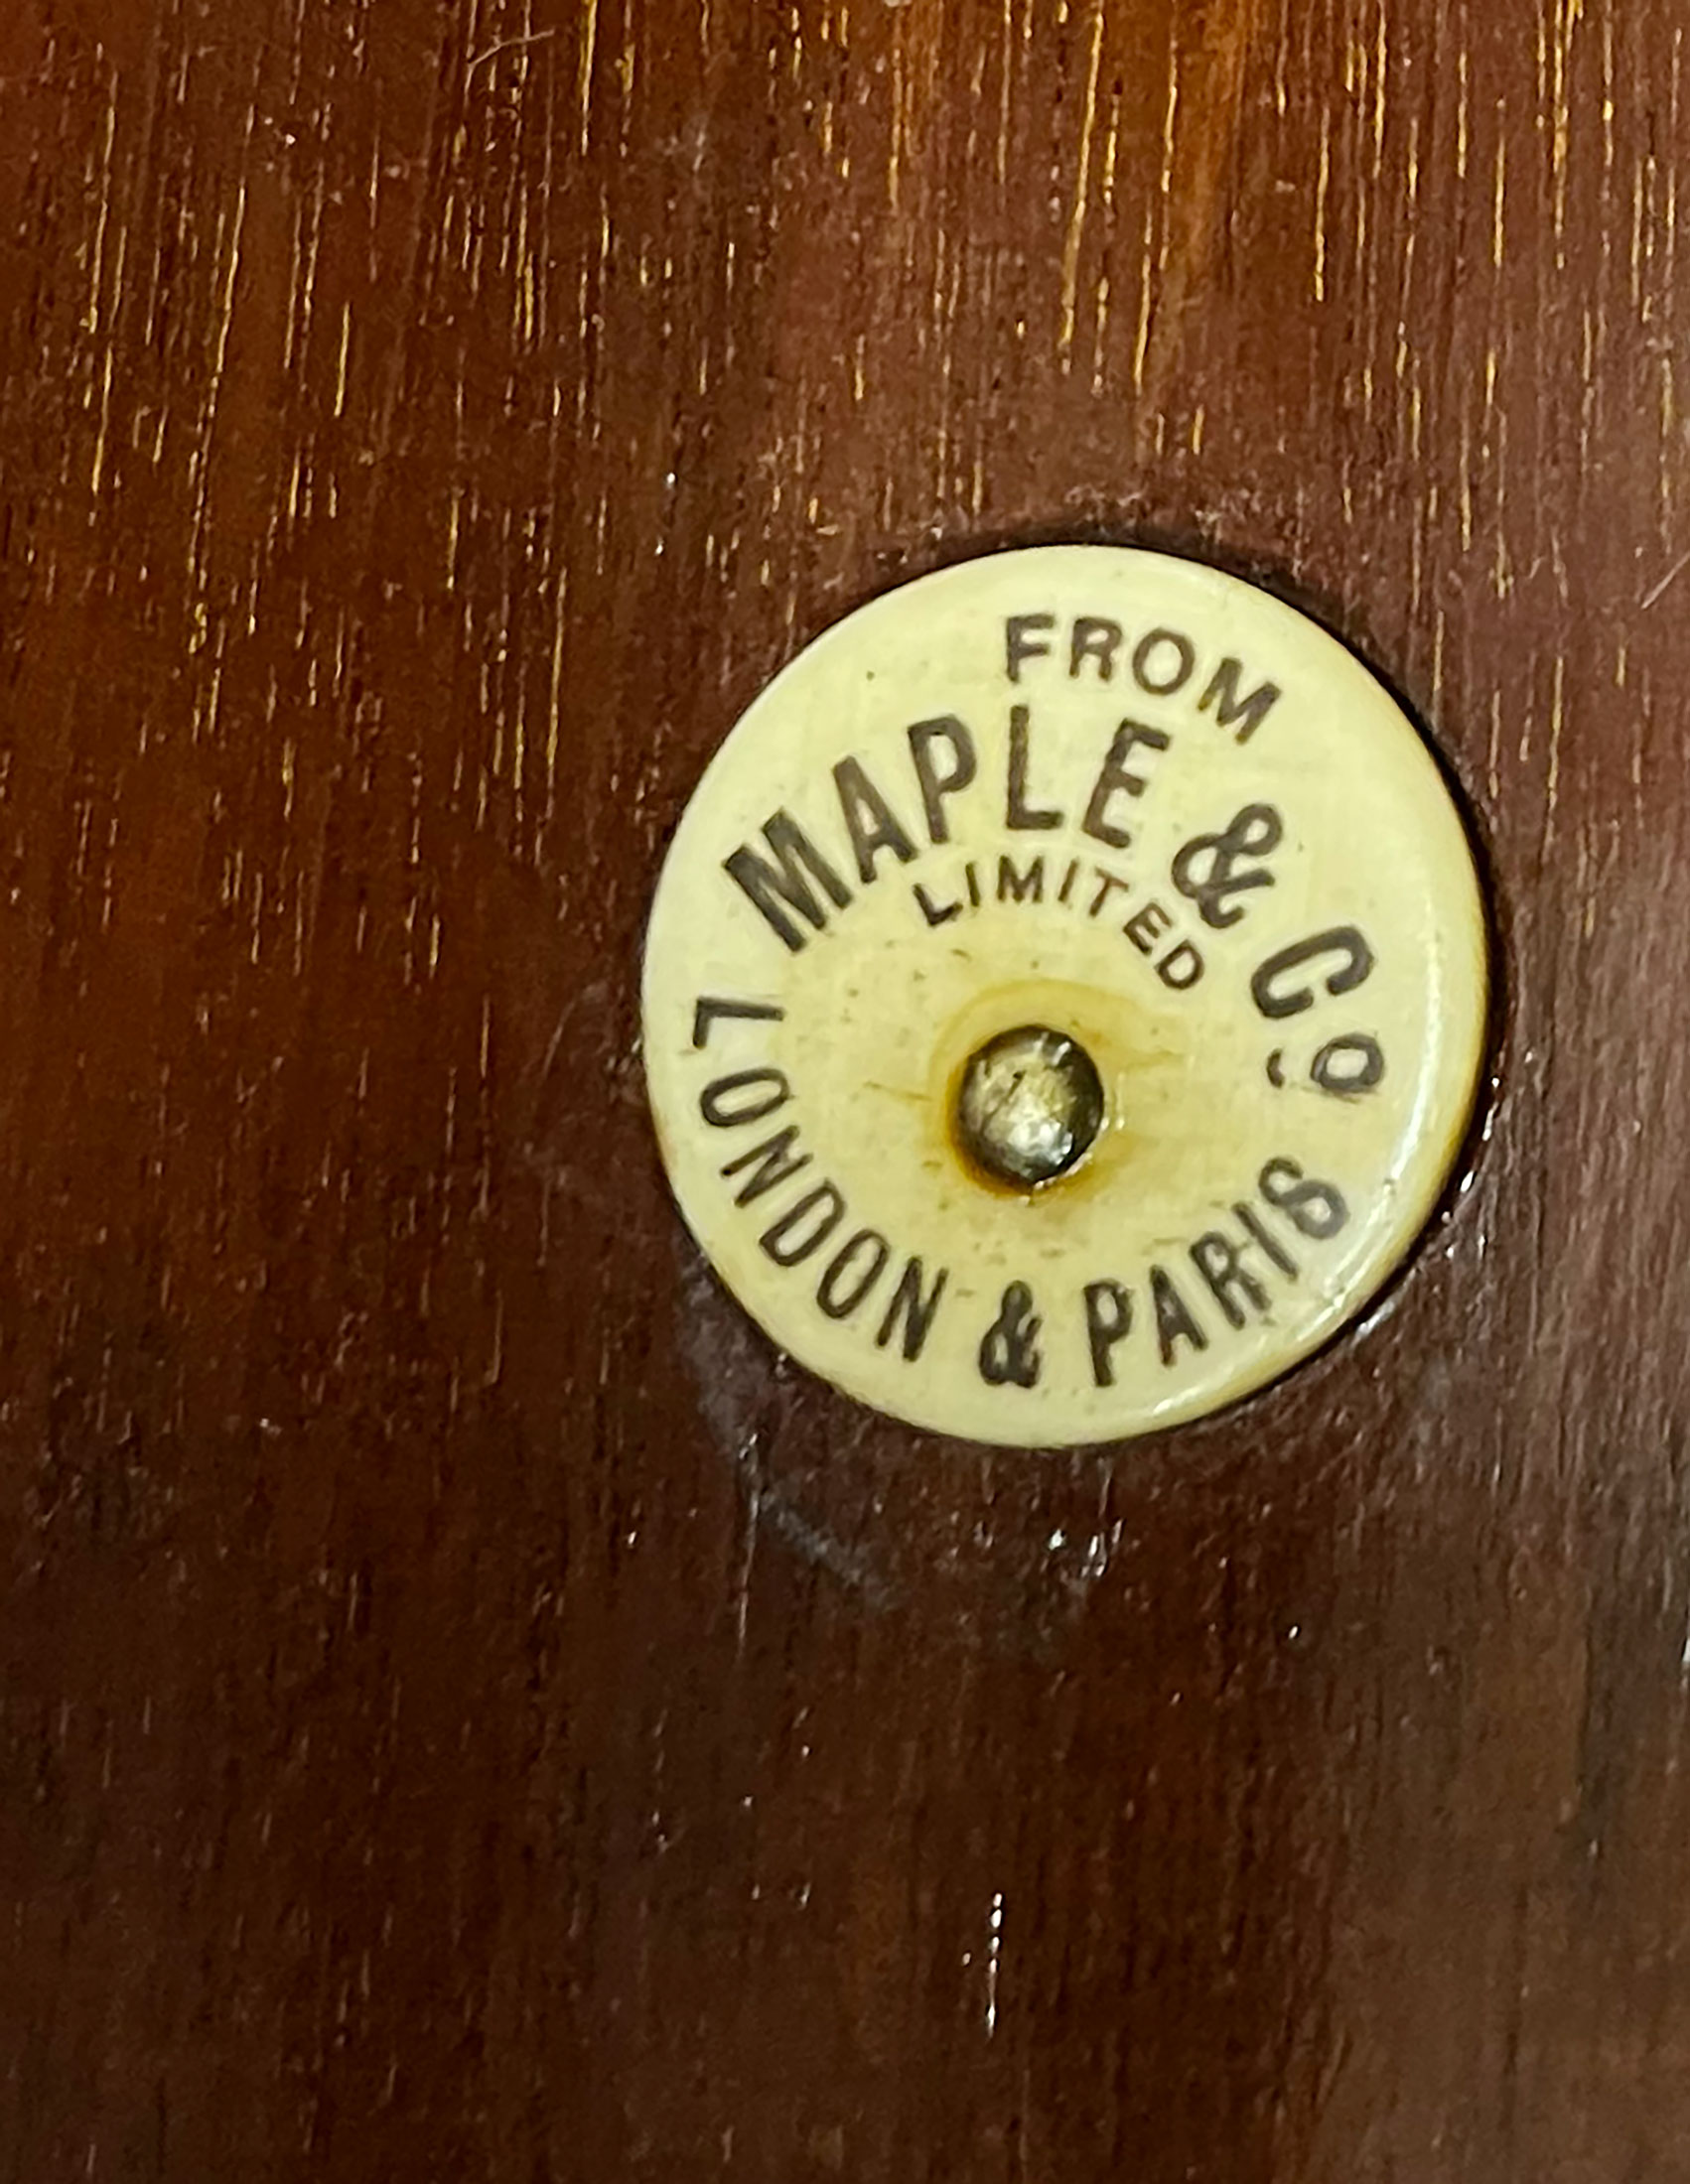 FROM
MAPLE & Cº,
LIMITED
LONDON & PARIS